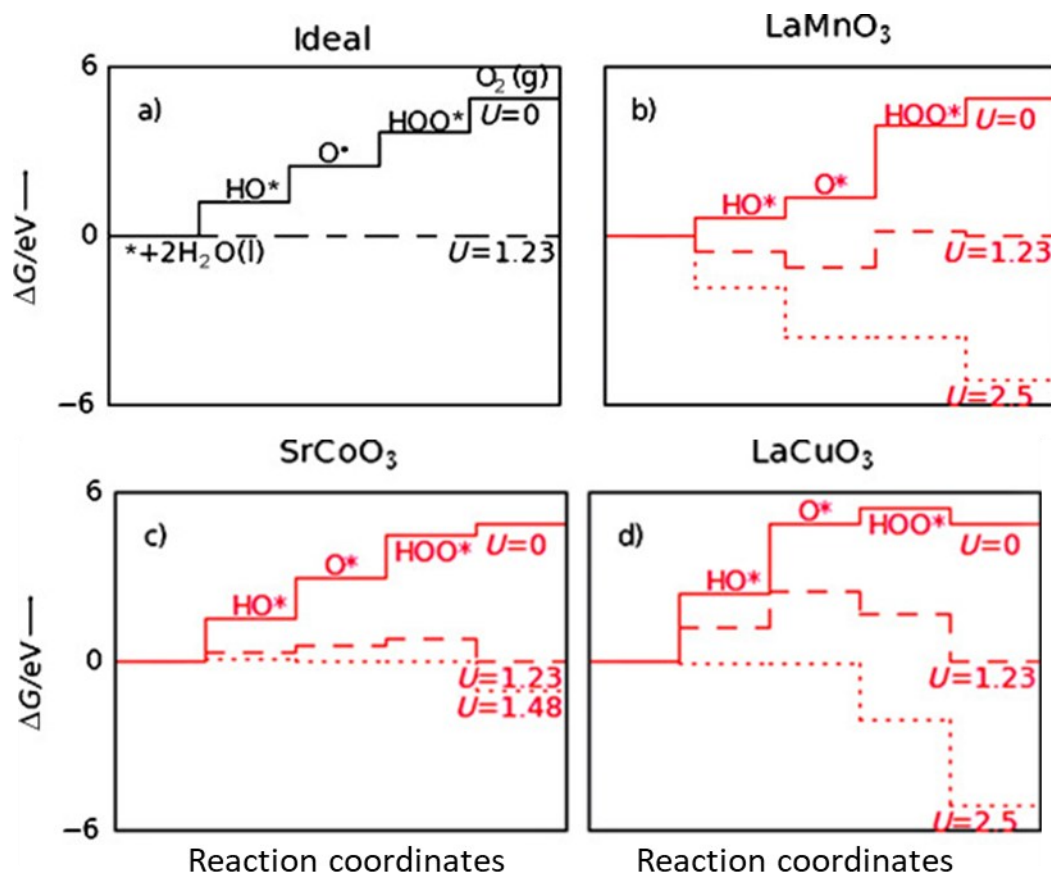 Ideal
LaMnO₃
6
a)
O₂ (g)
U=0
HOO*
O*
HO*
0
*+2H₂O(l)
U=1.23
ΔG/eV —
−6
b)
HOO*
U=0
O*
HO*
U=1.23
U=2.5
SrCoO₃
LaCuO₃
6
c)
O*
HOO*
U=0
HO*
0
U=1.23
U=1.48
ΔG/eV —
−6
d)
O*
HOO*
U=0
HO*
U=1.23
U=2.5
Reaction coordinates
Reaction coordinates